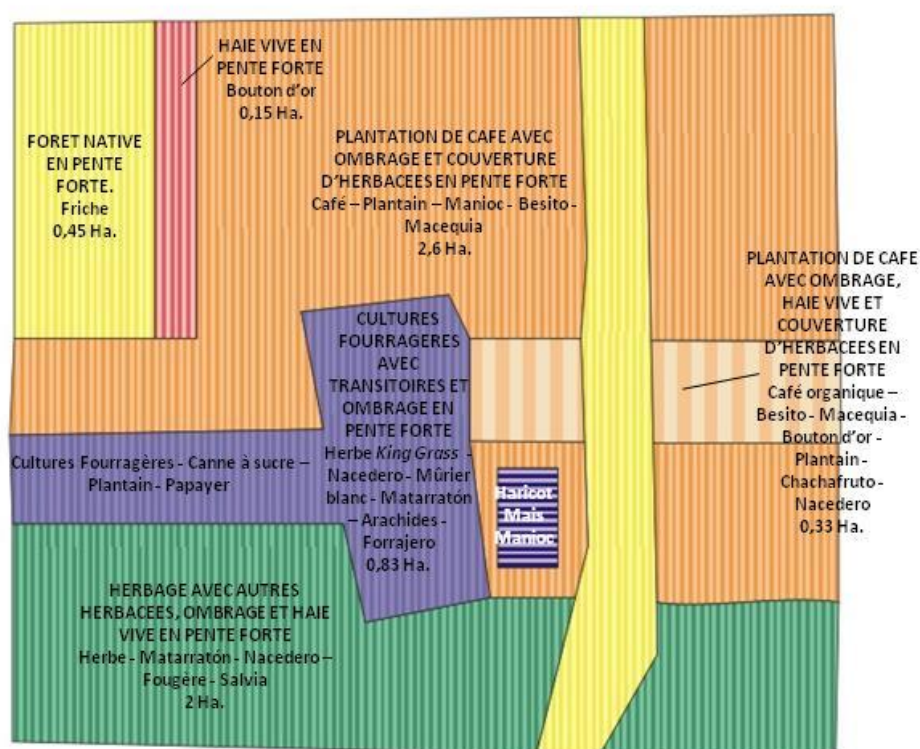 HAIE VIVE EN
PENTE FORTE
Bouton d'or
0,15 Ha.
FORET NATIVE
EN PENTE
FORTE.
Friche
0,45 Ha.
PLANTATION DE CAFE AVEC
OMBRAGE ET COUVERTURE
D'HERBACEES EN PENTE FORTE
Café – Plantain – Manioc - Besito -
Macequia
2,6 Ha.
PLANTATION DE CAFE
AVEC OMBRAGE,
HAIE VIVE ET
COUVERTURE
D'HERBACEES EN
PENTE FORTE
Café organique –
Besito - Macequia -
Bouton d'or -
Plantain -
Chachafruto -
Nacedero
0,33 Ha.
CULTURES
FOURRAGERES
AVEC
TRANSITOIRES ET
OMBRAGE EN
PENTE FORTE
Herbe King Grass -
Nacedero - Mûrier
blanc - Matarratón
– Arachides -
Forrajero
0,83 Ha.
Cultures Fourragères - Canne à sucre –
Plantain - Papayer
Haricot
Mais
Manioc
HERBAGE AVEC AUTRES
HERBACEES, OMBRAGE ET HAIE
VIVE EN PENTE FORTE
Herbe - Matarratón - Nacedero –
Fougère - Salvia
2 Ha.